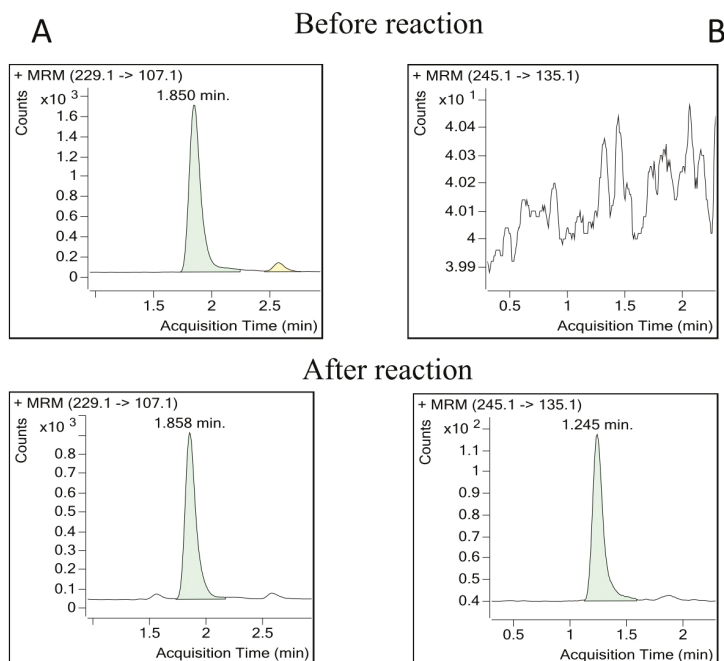 A
Before reaction
B
+ MRM (229.1 -> 107.1)
Counts
x10 3
1.850 min.
1.6
1.4
1.2
1
0.8
0.6
0.4
0.2
0
1.5
2
2.5
Acquisition Time (min)
+ MRM (245.1 -> 135.1)
Counts
x10 1
4.04
4.03
4.02
4.01
4
3.99
0.5
1
1.5
2
Acquisition Time (min)
After reaction
+ MRM (229.1 -> 107.1)
Counts
x10 3
1.858 min.
0.8
0.7
0.6
0.5
0.4
0.3
0.2
0.1
0
1.5
2
2.5
Acquisition Time (min)
+ MRM (245.1 -> 135.1)
Counts
x10 2
1.245 min.
1.1
1
0.9
0.8
0.7
0.6
0.5
0.4
0.5
1
1.5
2
Acquisition Time (min)